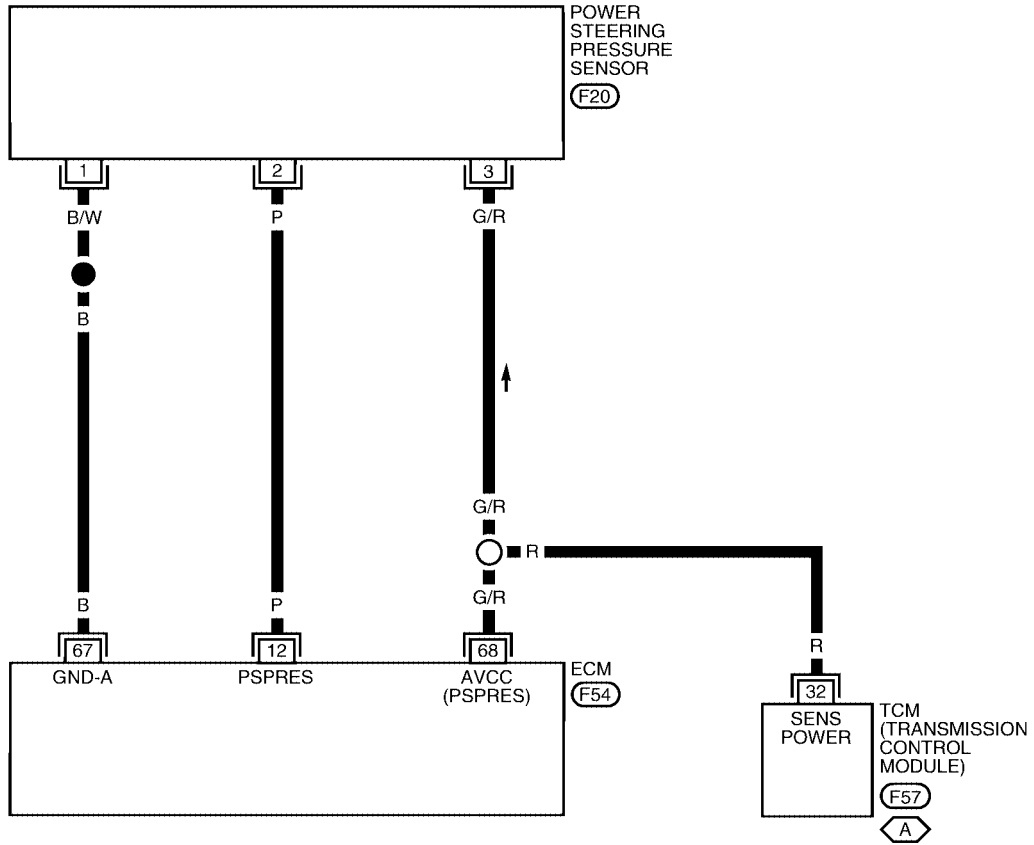 POWER
STEERING
PRESSURE
SENSOR
F20
1 2 3
B/W P G/R
B
G/R
R
B P G/R
R
67 12 68
GND-A PSPRES AVCC
(PSPRES)
ECM
F54
32
SENS
POWER
TCM
(TRANSMISSION
CONTROL
MODULE)
F57
A